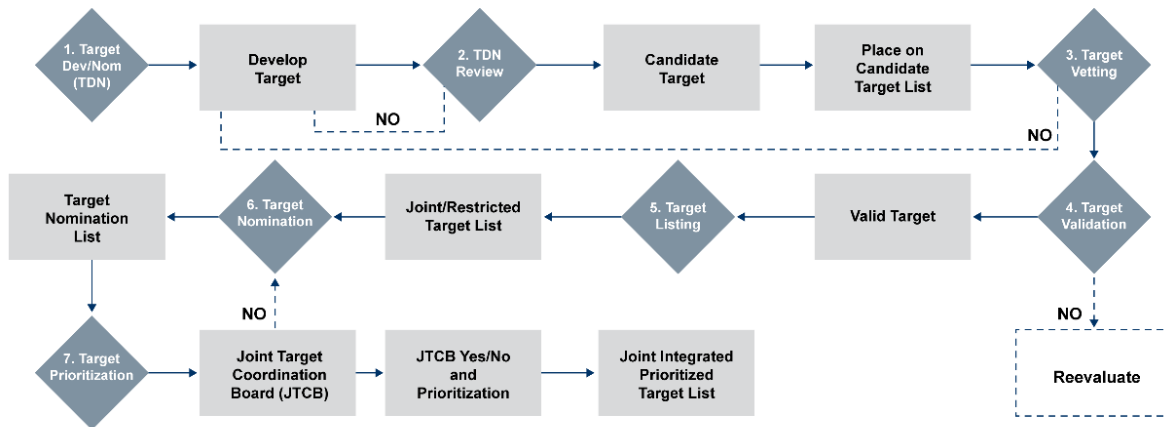 1. Target
Dev/Nom
(TDN)
Develop
Target
2. TDN
Review
Candidate
Target
Place on
Candidate
Target List
3. Target
Vetting
NO
NO
Target
Nomination
List
6. Target
Nomination
Joint/Restricted
Target List
5. Target
Listing
Valid Target
4. Target
Validation
NO
NO
7. Target
Prioritization
Joint Target
Coordination
Board (JTCB)
JTCB Yes/No
and
Prioritization
Joint Integrated
Prioritized
Target List
Reevaluate